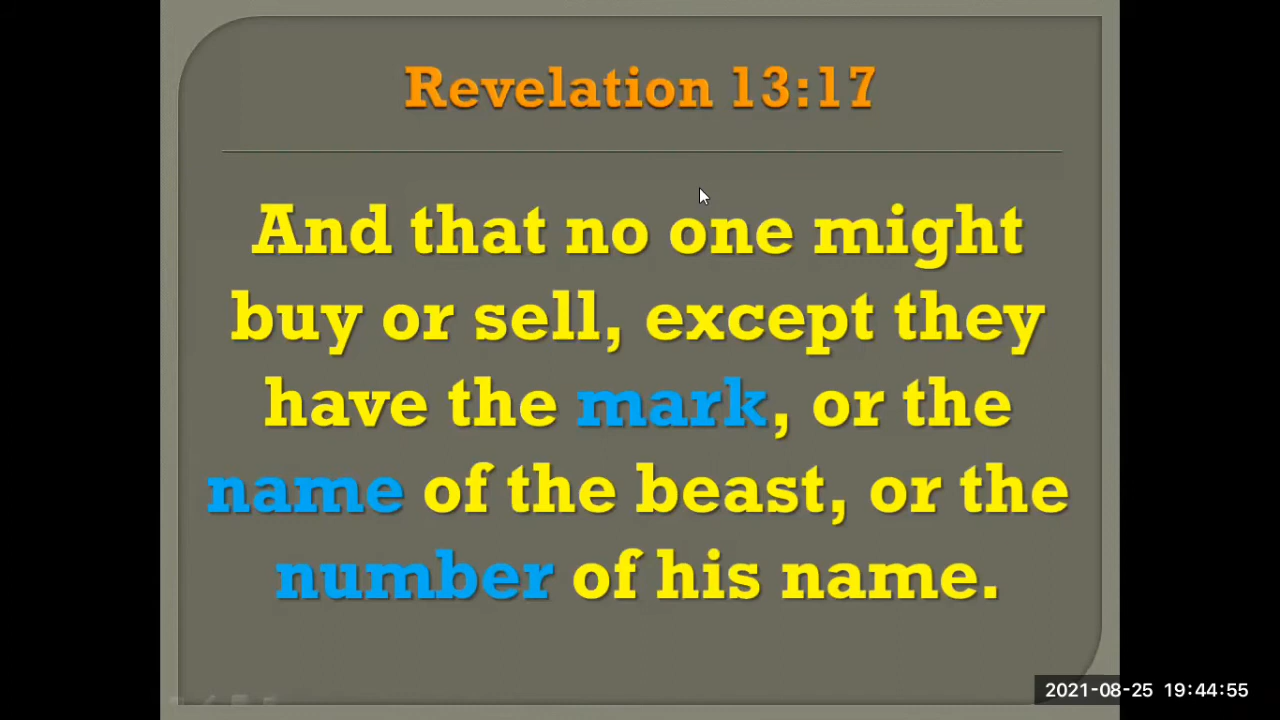 Revelation 13:17
And that no one might
buy or sell, except they
have the mark, or the
name of the beast, or the
number of his name.
2021-08-25 19:44:55